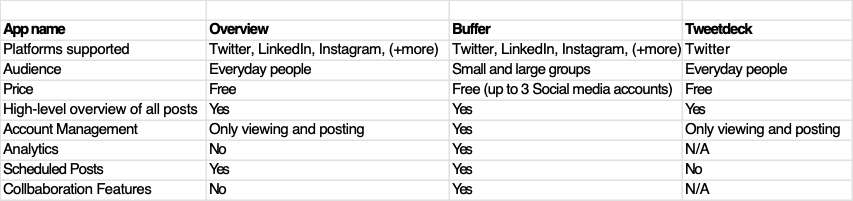 App name Overview Buffer Tweetdeck
Platforms supported Twitter, LinkedIn, Instagram, (+more) Twitter, LinkedIn, Instagram, (+more) Twitter
Audience Everyday people Small and large groups Everyday people
Price Free Free (up to 3 Social media accounts) Free
High-level overview of all posts Yes Yes Yes
Account Management Only viewing and posting Yes Only viewing and posting
Analytics No Yes N/A
Scheduled Posts Yes Yes No
Collbaboration Features No Yes N/A